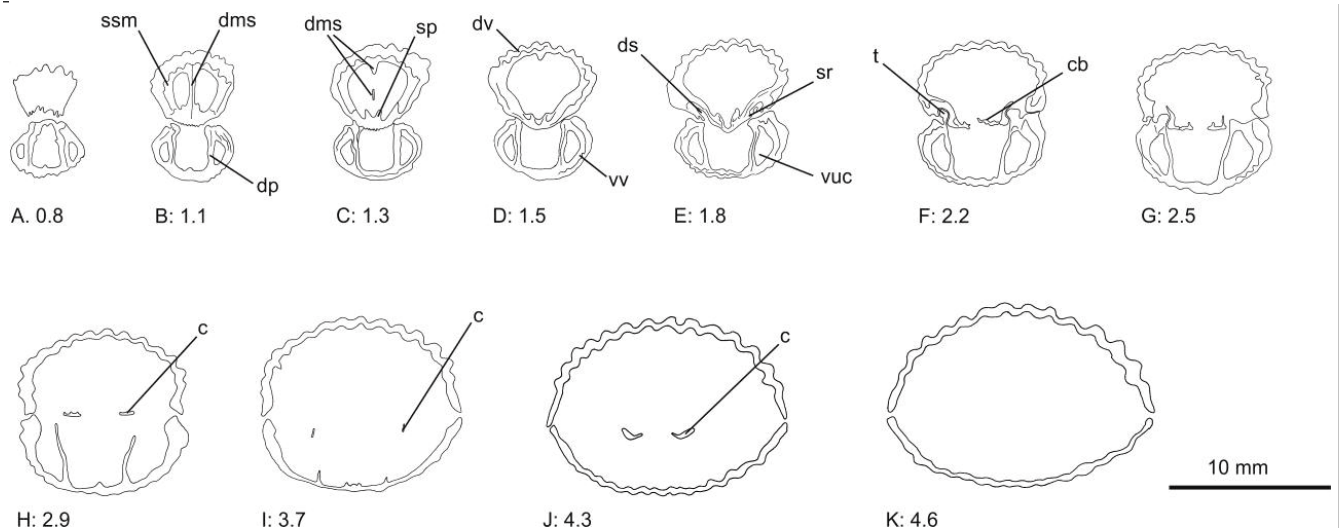 ssm dms dms sp dv ds sr t cb
dp vv vuc
A. 0.8 B: 1.1 C: 1.3 D: 1.5 E: 1.8 F: 2.2 G: 2.5
c c c
10 mm
H: 2.9 I: 3.7 J: 4.3 K: 4.6